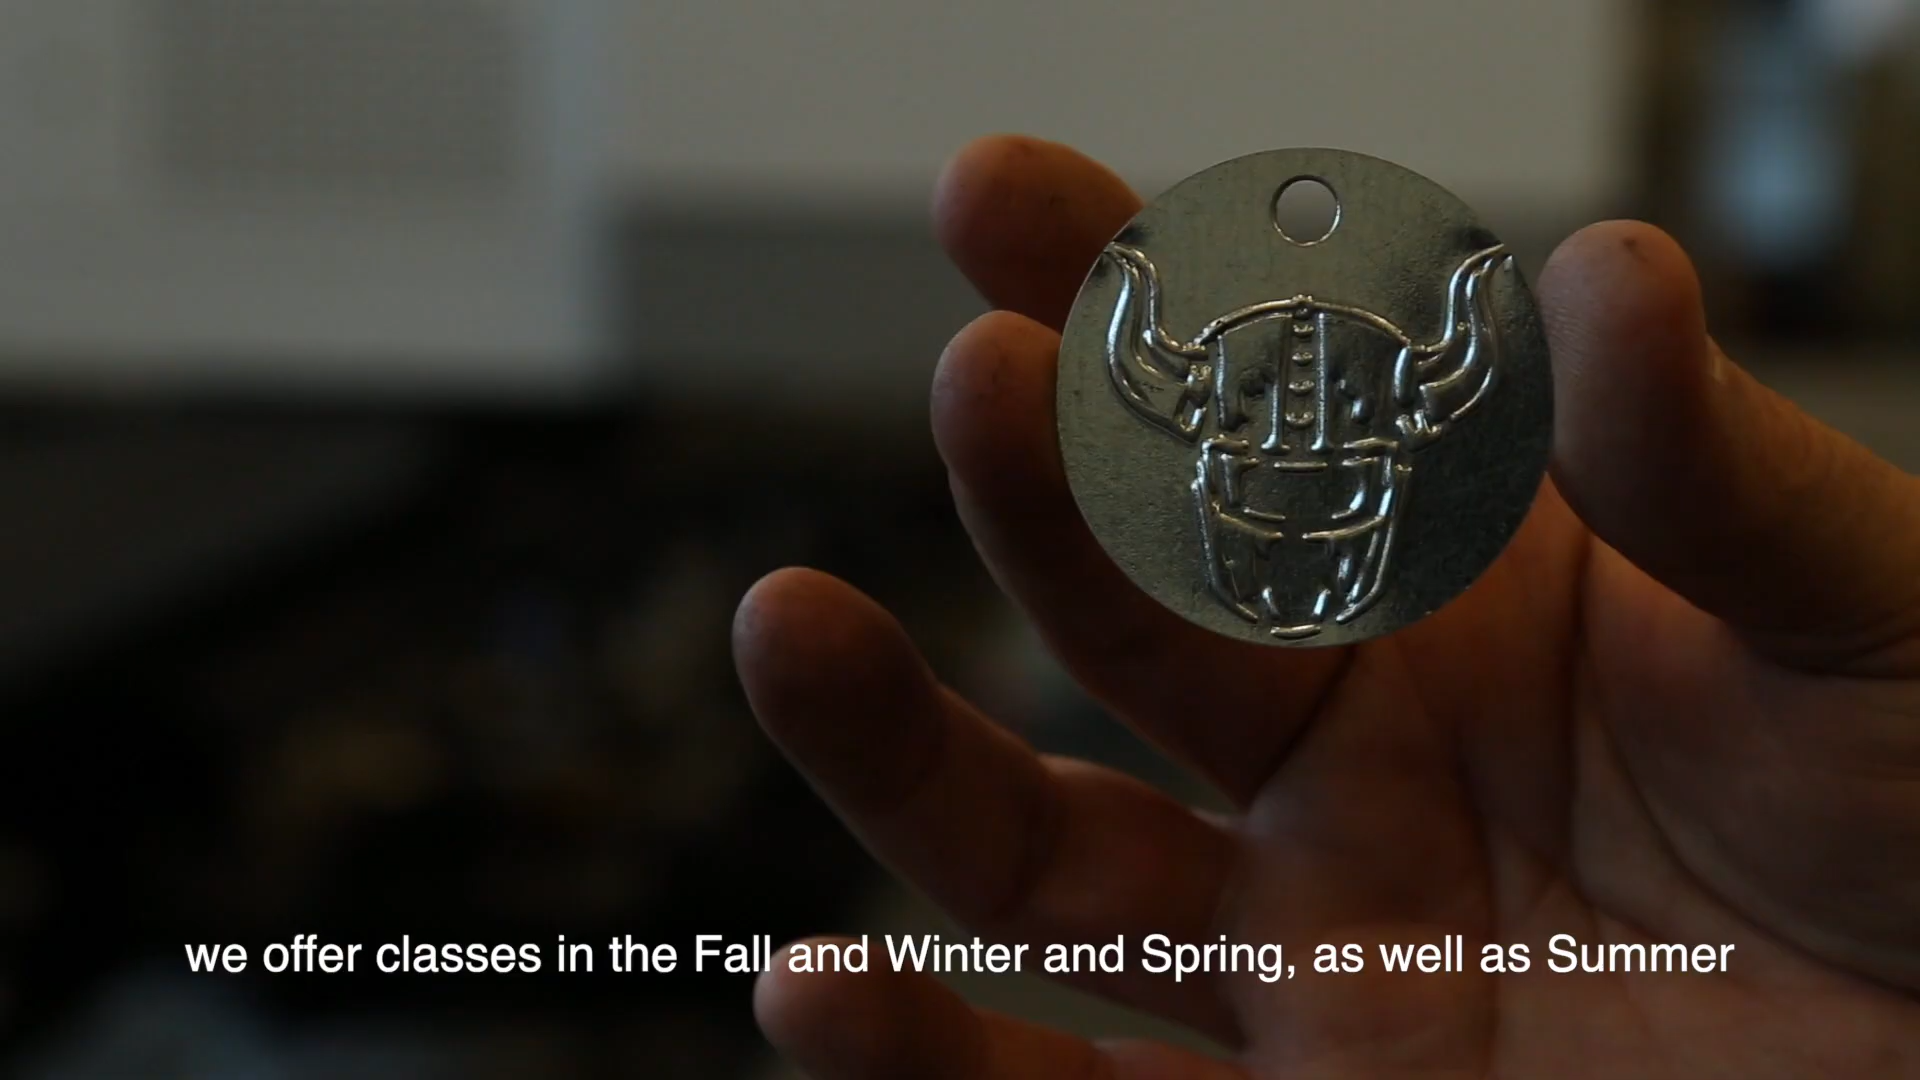 we offer classes in the Fall and Winter and Spring, as well as Summer